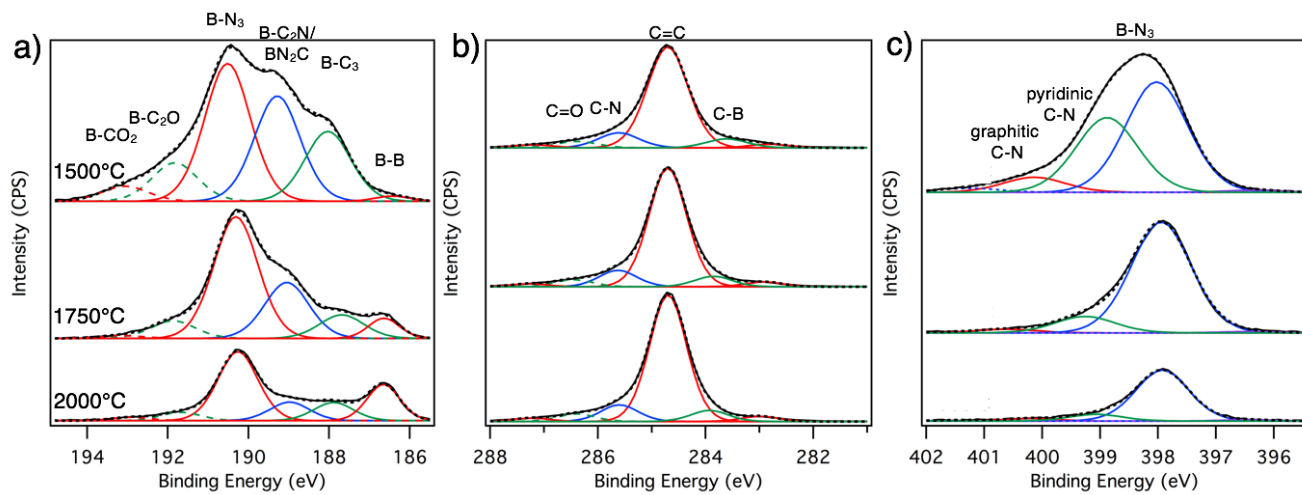 a)
B-N3
B-C2N/
BN2C
B-C3
B-C2O
B-CO2
B-B
1500°C
1750°C
2000°C
Intensity (CPS)
194 192 190 188 186
Binding Energy (eV)
b)
C=C
C=O C-N
C-B
Intensity (CPS)
288 286 284 282
Binding Energy (eV)
c)
B-N3
pyridinic
C-N
graphitic
C-N
Intensity (CPS)
402 401 400 399 398 397 396
Binding Energy (eV)